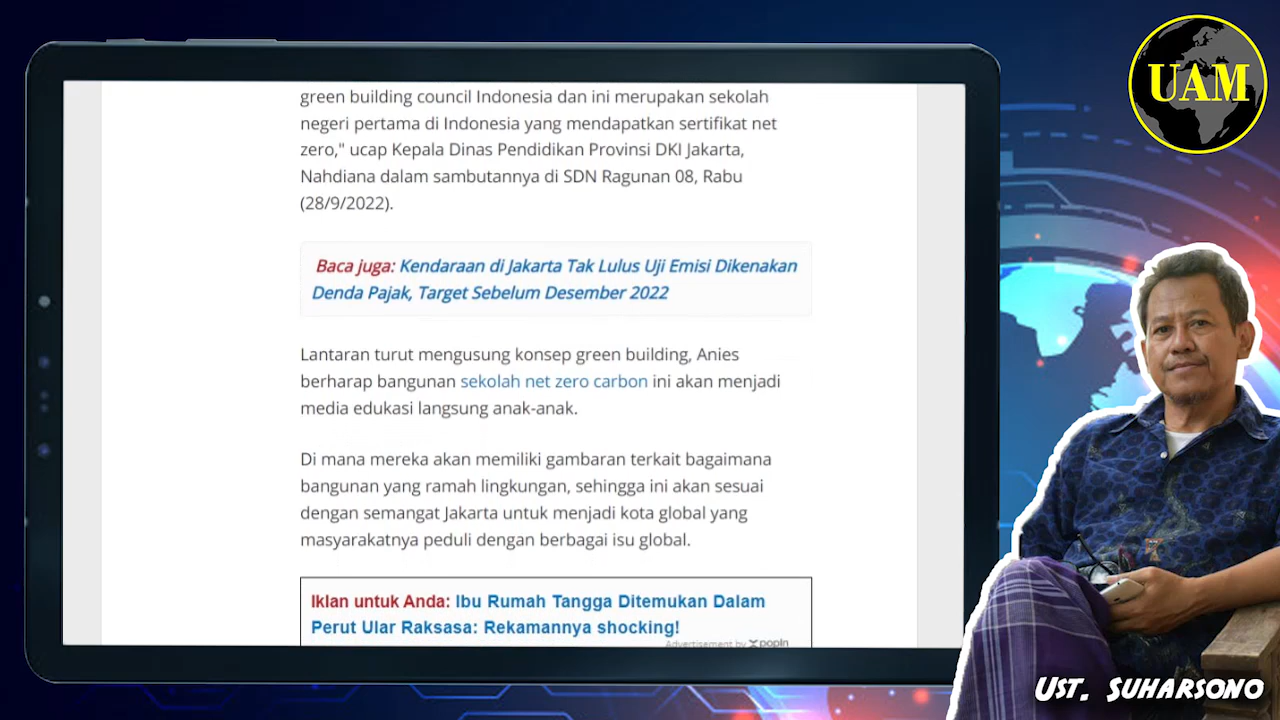 green building council Indonesia dan ini merupakan sekolah
negeri pertama di Indonesia yang mendapatkan sertifikat net
zero," ucap Kepala Dinas Pendidikan Provinsi DKI Jakarta,
Nahdiana dalam sambutannya di SDN Ragunan 08, Rabu
(28/9/2022).
Baca juga: Kendaraan di Jakarta Tak Lulus Uji Emisi Dikenakan
Denda Pajak, Target Sebelum Desember 2022
Lantaran turut mengusung konsep green building, Anies
berharap bangunan sekolah net zero carbon ini akan menjadi
media edukasi langsung anak-anak.
Di mana mereka akan memiliki gambaran terkait bagaimana
bangunan yang ramah lingkungan, sehingga ini akan sesuai
dengan semangat Jakarta untuk menjadi kota global yang
masyarakatnya peduli dengan berbagai isu global.
Iklan untuk Anda: Ibu Rumah Tangga Ditemukan Dalam
Perut Ular Raksasa: Rekamannya shocking!
Advertisement by popIn
UAM
UST. SUHARSONO